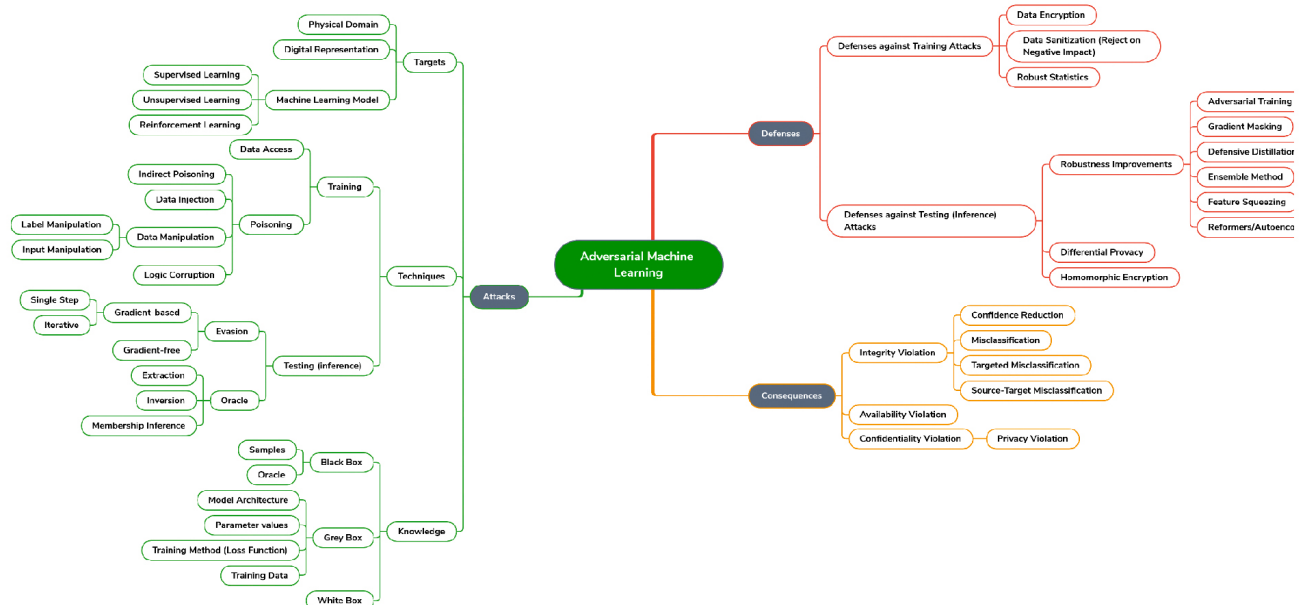 Adversarial Machine
Learning
Attacks
Targets
Physical Domain
Digital Representation
Machine Learning Model
Supervised Learning
Unsupervised Learning
Reinforcement Learning
Techniques
Training
Data Access
Poisoning
Indirect Poisoning
Data Injection
Data Manipulation
Label Manipulation
Input Manipulation
Logic Corruption
Testing (inference)
Evasion
Gradient-based
Single Step
Iterative
Gradient-free
Oracle
Extraction
Inversion
Membership Inference
Knowledge
Black Box
Samples
Oracle
Grey Box
Model Architecture
Parameter values
Training Method (Loss Function)
Training Data
White Box
Defenses
Defenses against Training Attacks
Data Encryption
Data Sanitization (Reject on
Negative Impact)
Robust Statistics
Defenses against Testing (Inference)
Attacks
Robustness Improvements
Adversarial Training
Gradient Masking
Defensive Distillation
Ensemble Method
Feature Squeezing
Reformers/Autoenco
Differential Provacy
Homomorphic Encryption
Consequences
Integrity Violation
Confidence Reduction
Misclassification
Targeted Misclassification
Source-Target Misclassification
Availability Violation
Confidentiality Violation
Privacy Violation